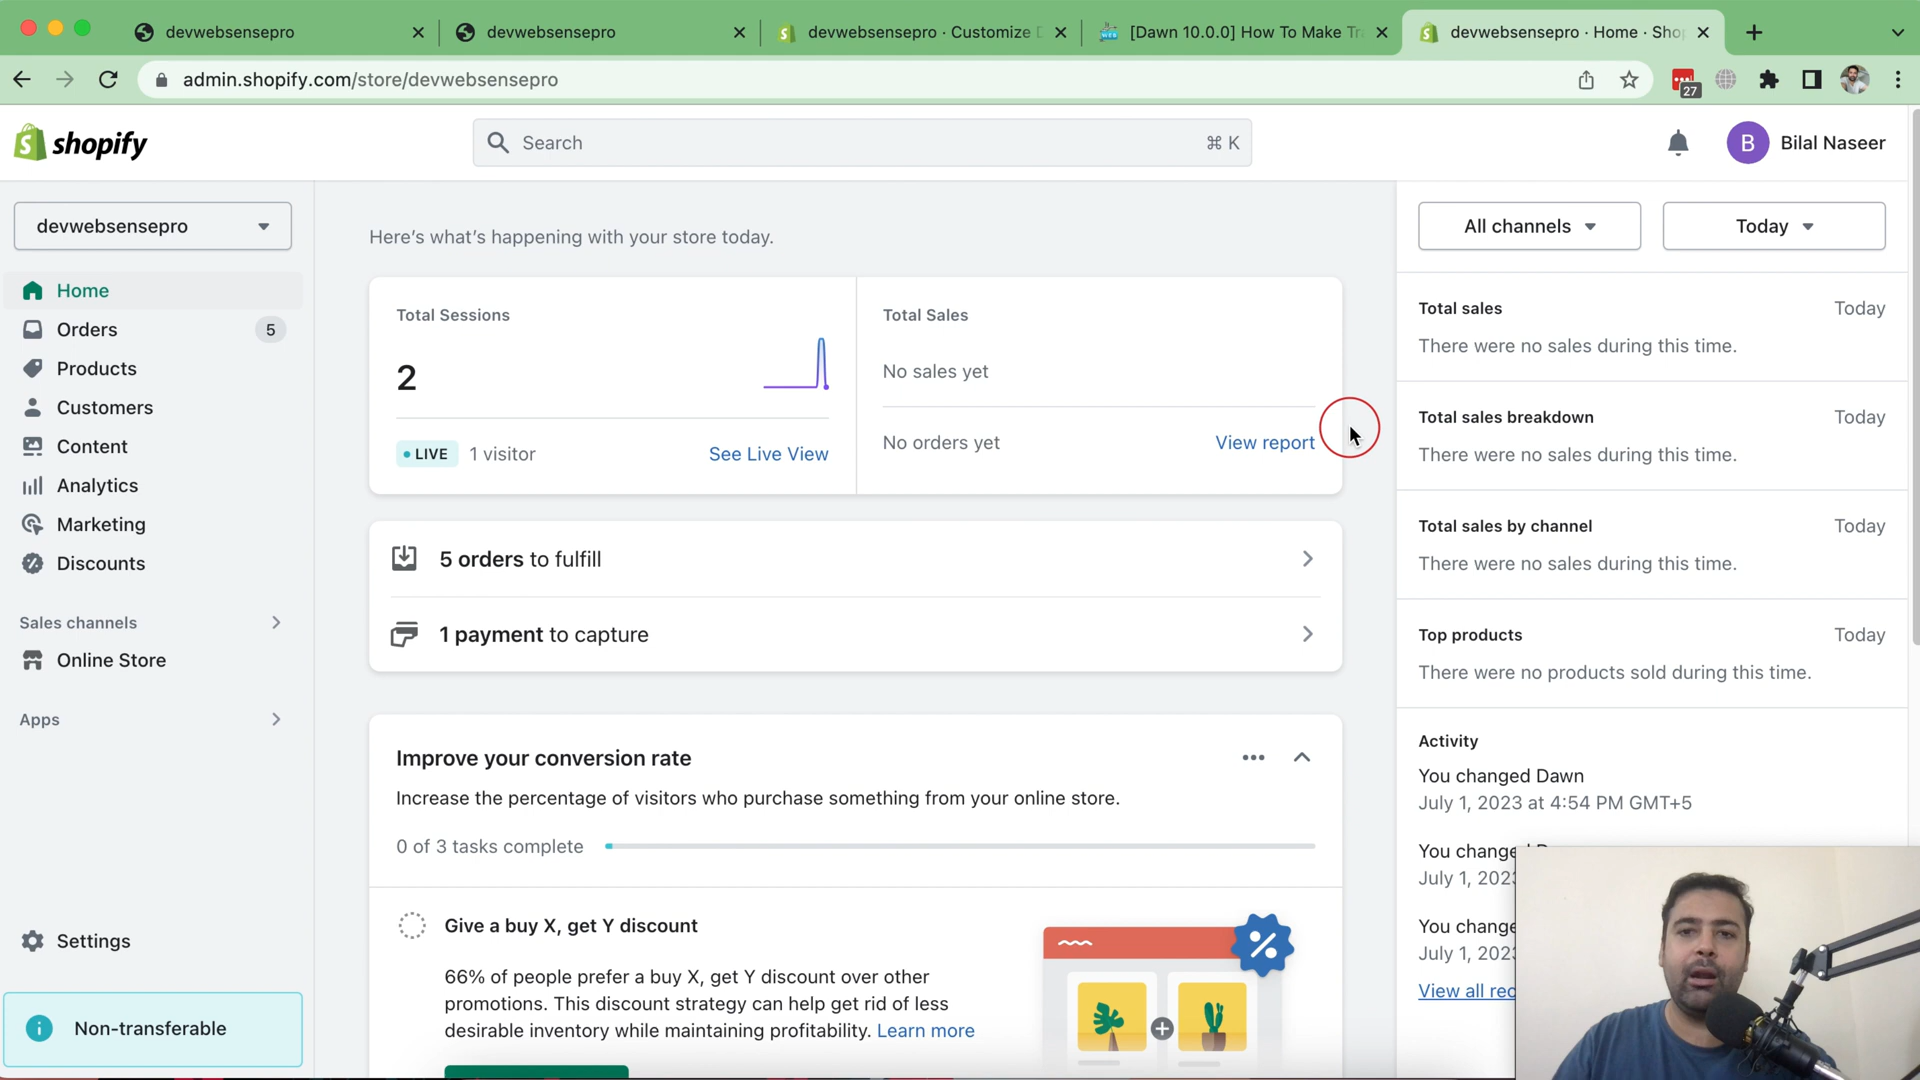 devwebsensepro
devwebsensepro
devwebsensepro · Customize
[Dawn 10.0.0] How To Make Tr
devwebsensepro · Home · Shop
admin.shopify.com/store/devwebsensepro
27
shopify
Search
⌘ K
B
Bilal Naseer
devwebsensepro
Home
Orders
5
Products
Customers
Content
Analytics
Marketing
Discounts
Sales channels
Online Store
Apps
Settings
Non-transferable
Here's what's happening with your store today.
Total Sessions
2
LIVE
1 visitor
See Live View
Total Sales
No sales yet
No orders yet
View report
5 orders to fulfill
1 payment to capture
Improve your conversion rate
Increase the percentage of visitors who purchase something from your online store.
0 of 3 tasks complete
Give a buy X, get Y discount
66% of people prefer a buy X, get Y discount over other
promotions. This discount strategy can help get rid of less
desirable inventory while maintaining profitability. Learn more
All channels
Today
Total sales
Today
There were no sales during this time.
Total sales breakdown
Today
There were no sales during this time.
Total sales by channel
Today
There were no sales during this time.
Top products
Today
There were no products sold during this time.
Activity
You changed Dawn
July 1, 2023 at 4:54 PM GMT+5
You change
July 1, 202
You change
July 1, 202
View all rec